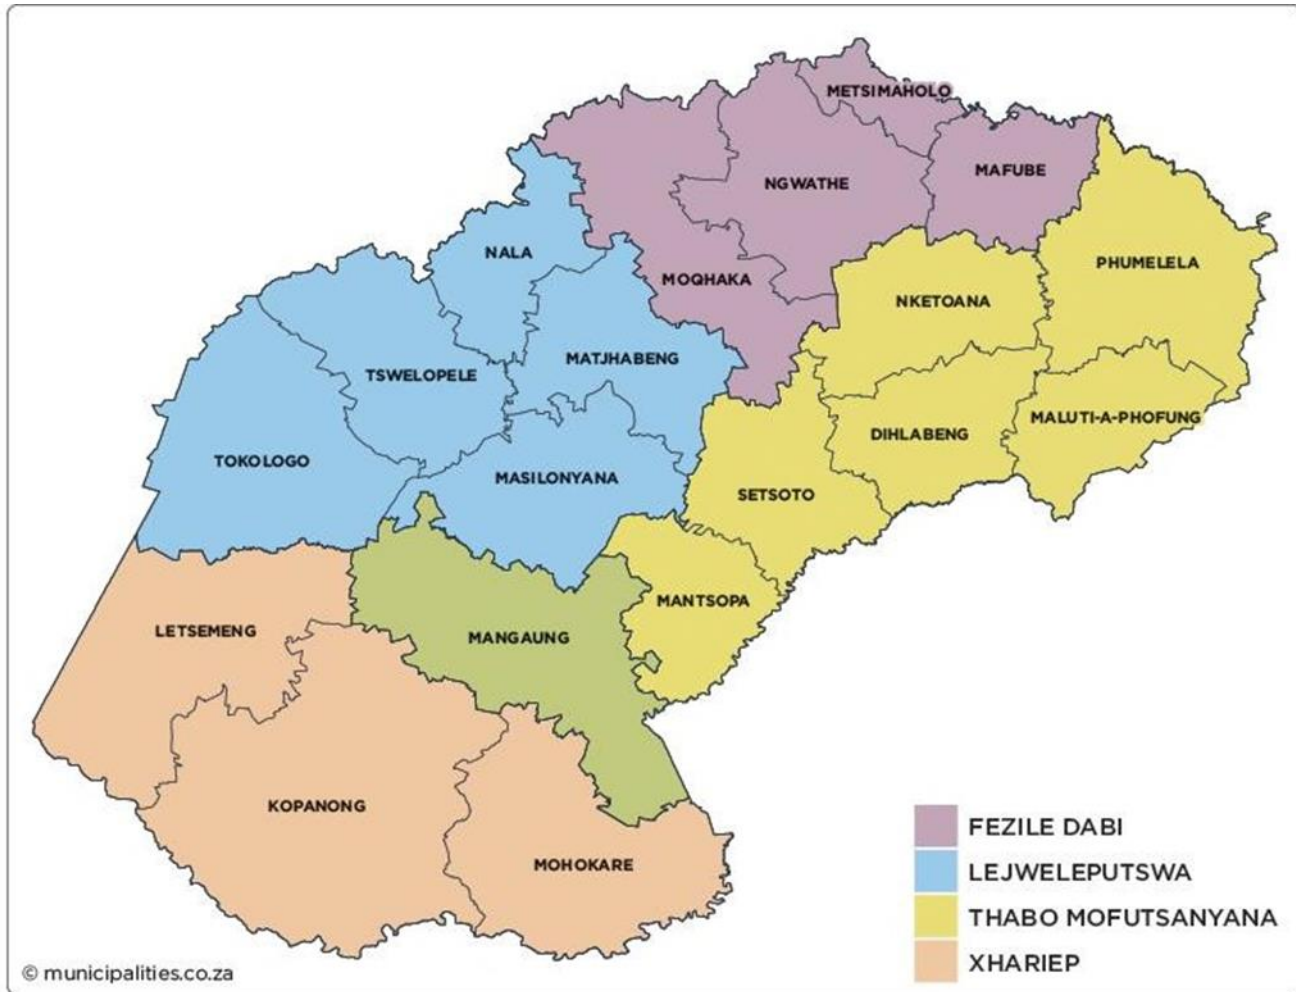 METSIMAHOLO
MAFUBE
NGWATHE
NALA
MOQHAKA
PHUMELELA
NKETOANA
MATJHABENG
TSWELOPELE
MALUTI-A-PHOFUNG
DIHLABENG
TOKOLOGO
MASILONYANA
SETSOTO
MANTSOPA
LETSEMENG
MANGAUNG
KOPANONG
MOHOKARE
FEZILE DABI
LEJWELEPUTSWA
THABO MOFUTSANYANA
XHARIEP
© municipalities.co.za